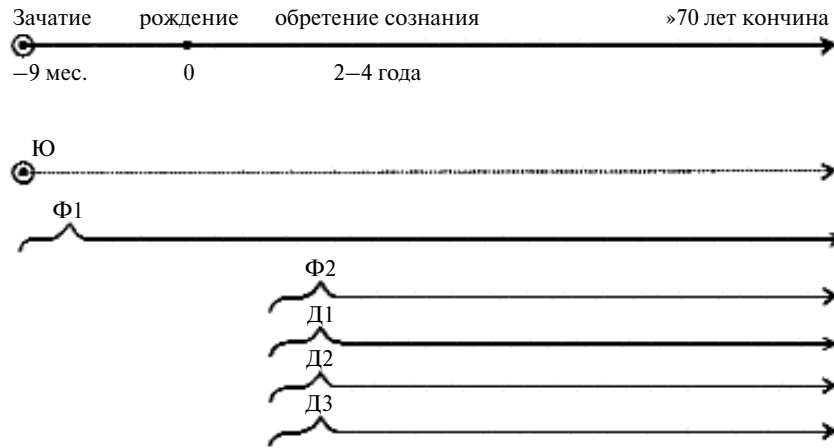 Зачатие рождение обретение сознания »70 лет кончина
–9 мес. 0 2–4 года
Ю
Ф1
Ф2
Д1
Д2
Д3